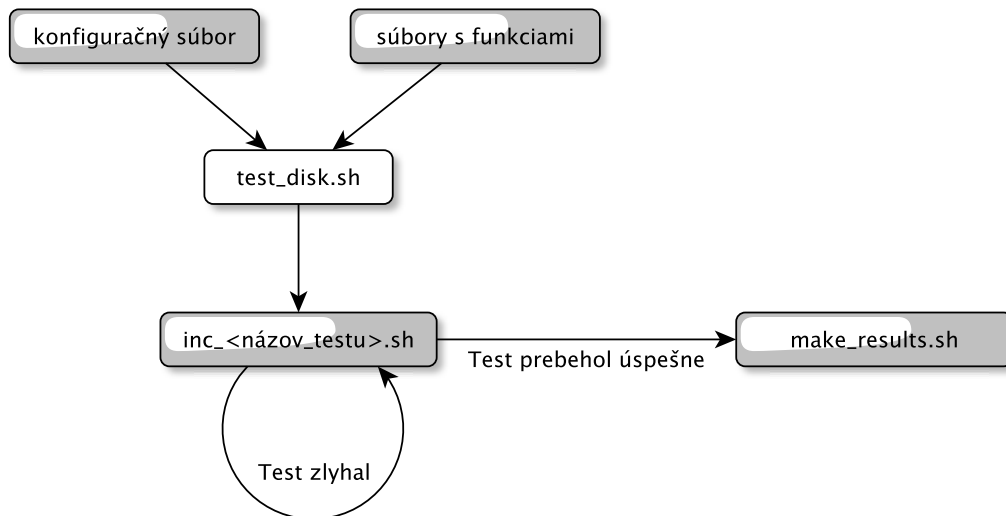 konfiguračný súbor
súbory s funkciami
test_disk.sh
inc_<názov_testu>.sh
make_results.sh
Test prebehol úspešne
Test zlyhal